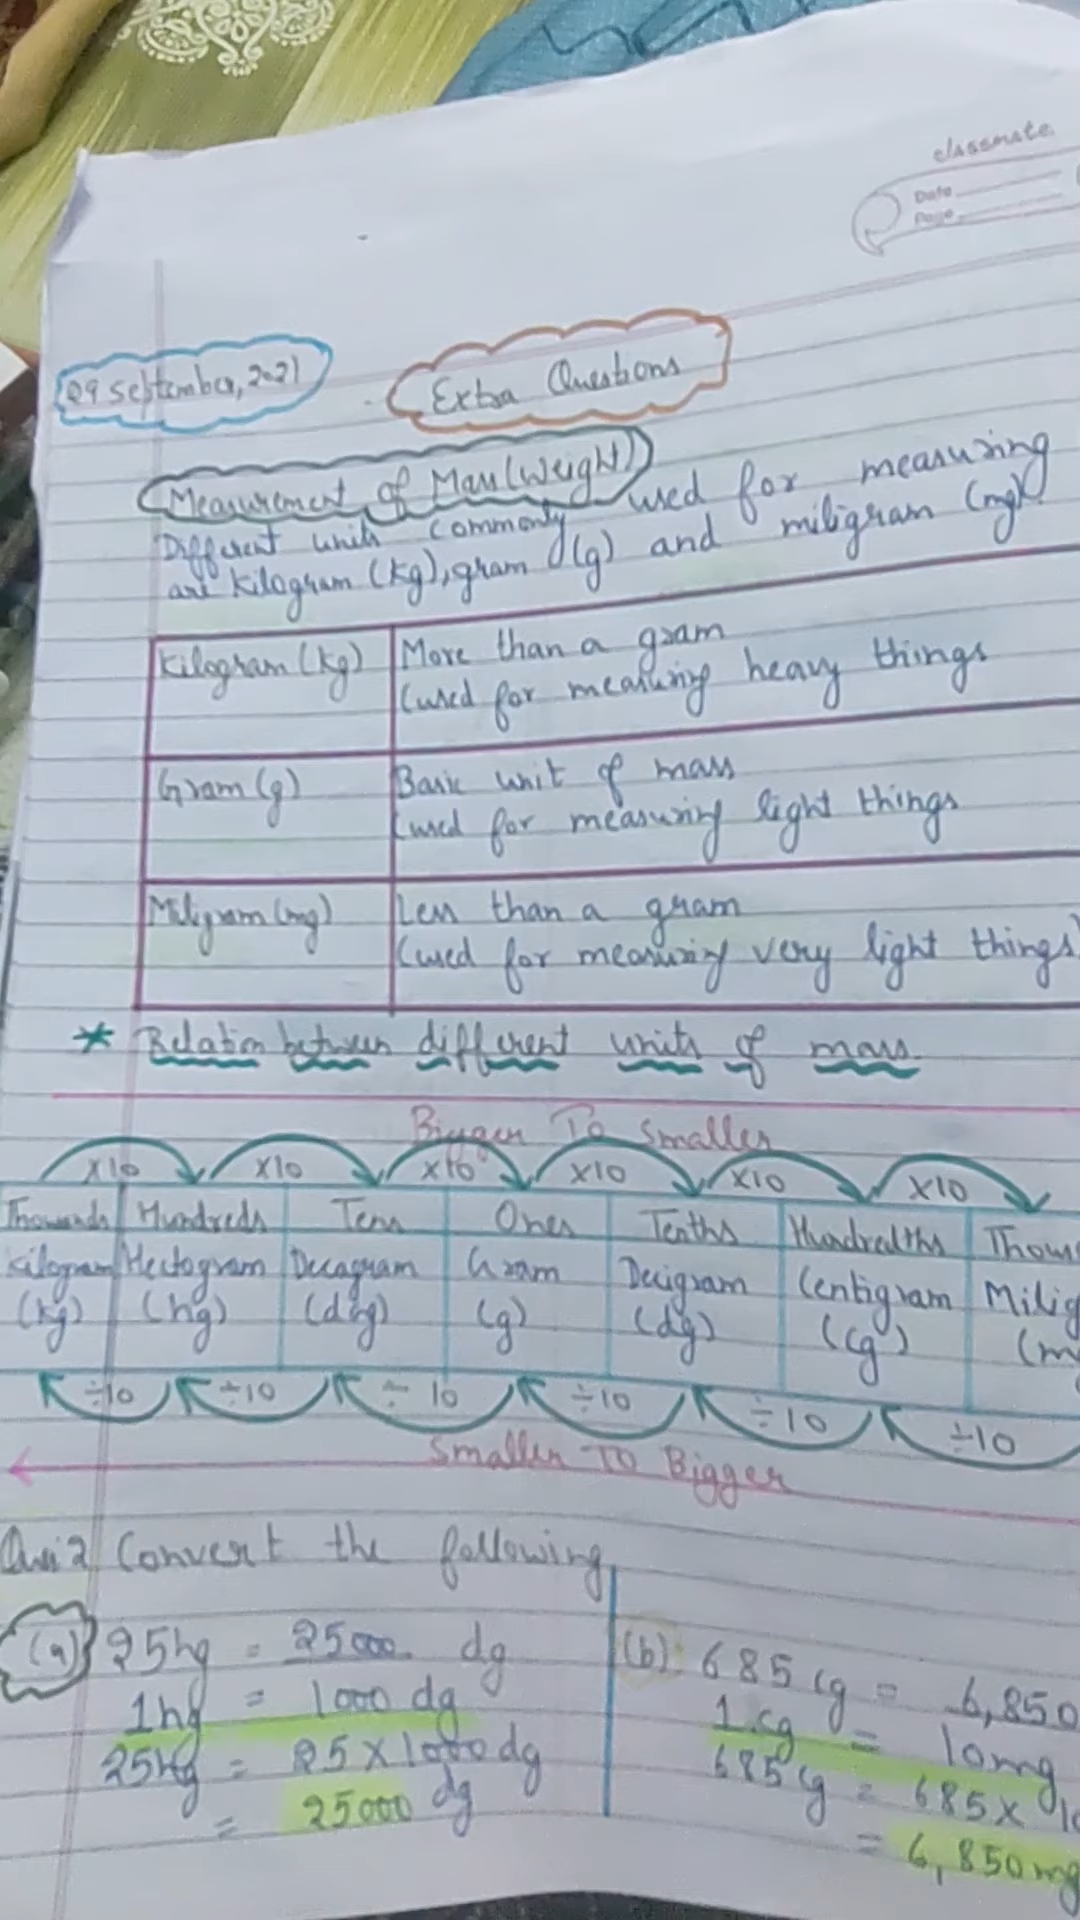 classmate
Date
Page
29 September, 2021
Extra Questions
Measurement of Mass (Weight)
Different units commonly used for measuring
are kilogram (kg), gram (g) and miligram (mg)
Kilogram (kg)
More than a gram
(used for measuring heavy things
Gram (g)
Basic unit of mass
(used for measuring light things
Miligram (mg)
Less than a gram
(used for measuring very light things)
* Relation between different units of mass
Bigger To Smaller
x10 x10 x10 x10 x10 x10
Thousands Hundreds Tens Ones Tenths Hundredths Thous
Kilogram Hectogram Decagram Gram Decigram Centigram Milig
(kg) (hg) (dag) (g) (dg) (cg) (m
÷10 ÷10 ÷10 ÷10 ÷10 ÷10
Smaller To Bigger
Convert the following
(a) 25hg = 25000 dg
1hg = 1000 dg
25hg = 25x1000 dg
= 25000 dg
(b) 685 cg = 6,850
1 cg = 10mg
685 cg = 685x 10
= 6,850 mg